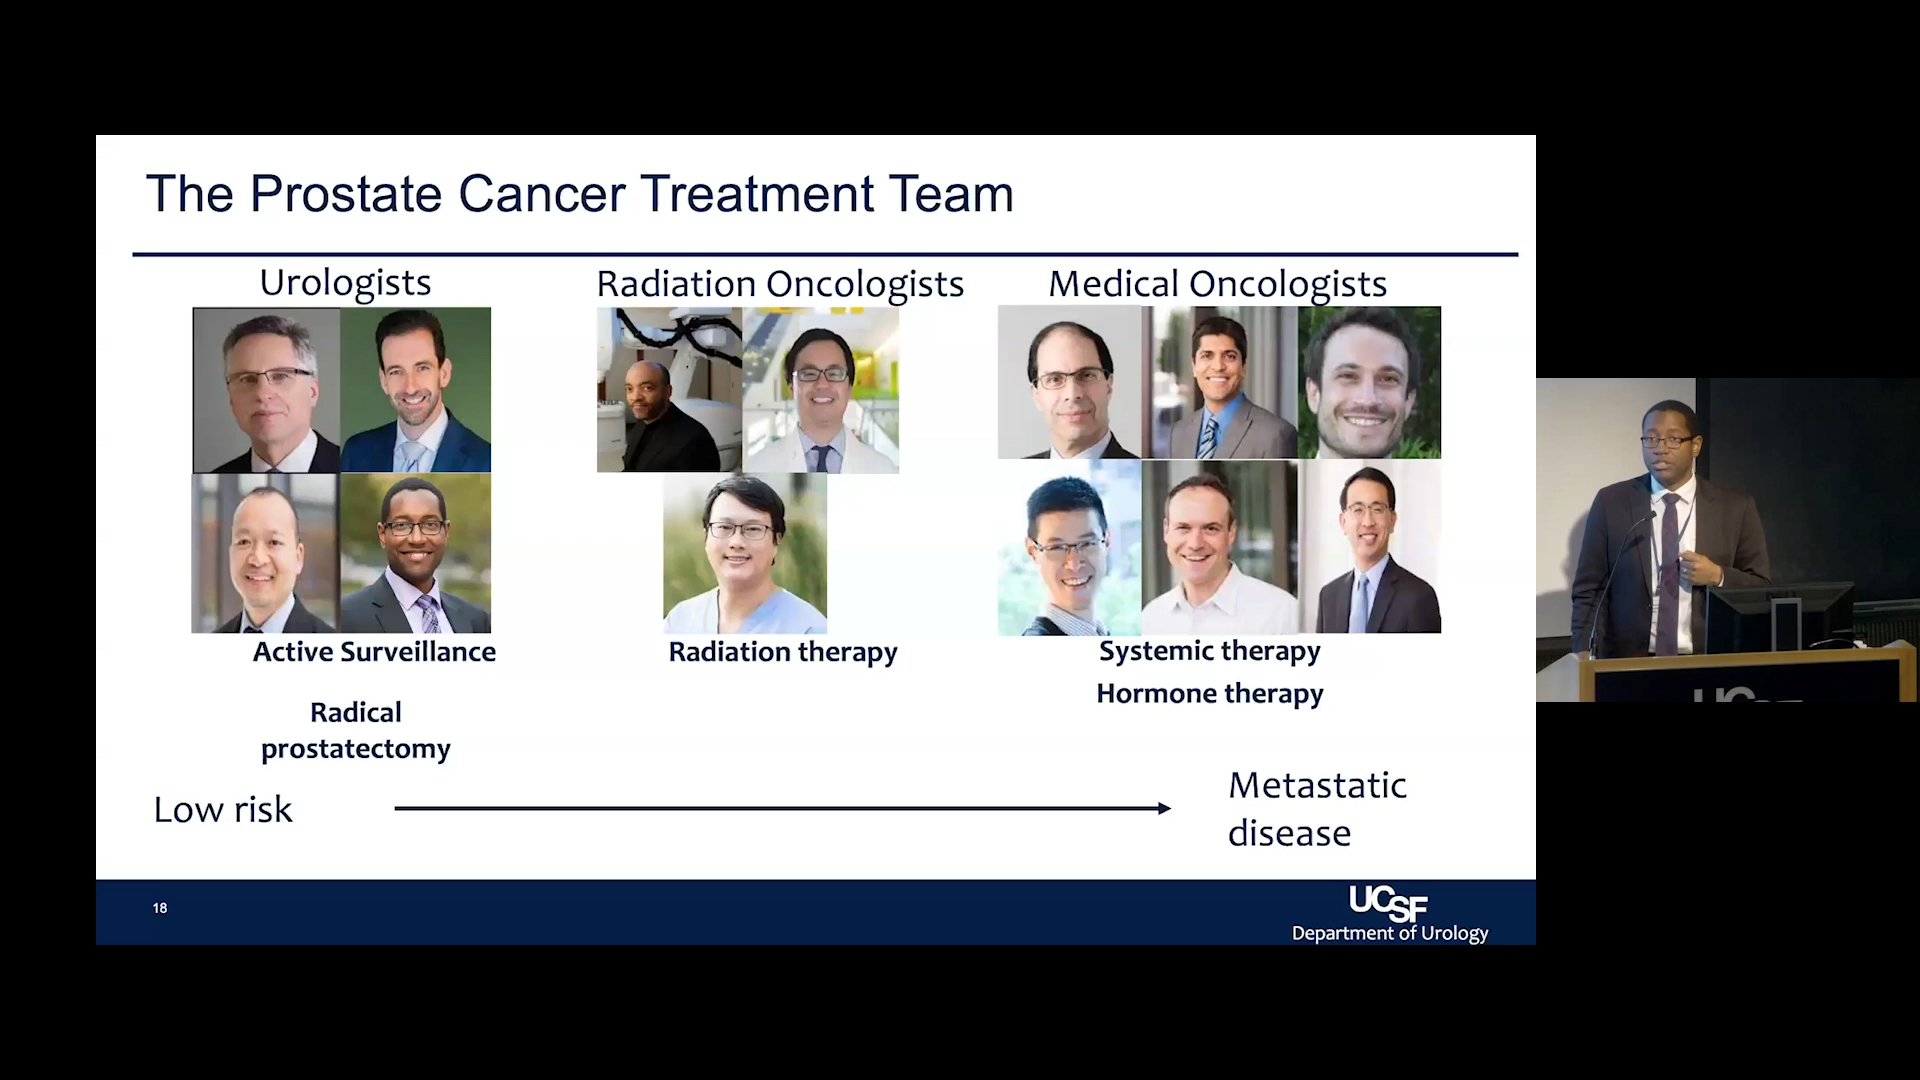 The Prostate Cancer Treatment Team
Urologists
Radiation Oncologists
Medical Oncologists
Active Surveillance
Radical
prostatectomy
Radiation therapy
Systemic therapy
Hormone therapy
Low risk
Metastatic
disease
18
UCSF
Department of Urology
UCSF